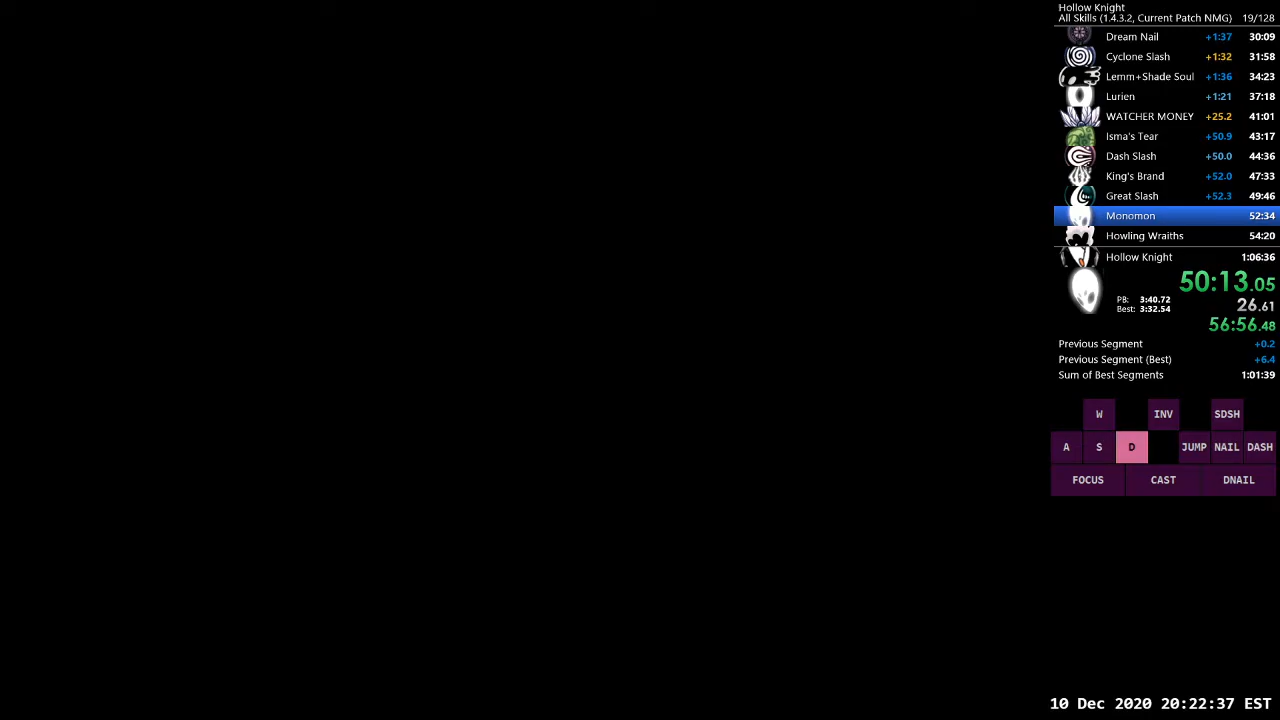 Hollow Knight
All Skills (1.4.3.2, Current Patch NMG) 19/128
Dream Nail +1:37 30:09
Cyclone Slash +1:32 31:58
Lemm+Shade Soul +1:36 34:23
Lurien +1:21 37:18
WATCHER MONEY +25.2 41:01
Isma's Tear +50.9 43:17
Dash Slash +50.0 44:36
King's Brand +52.0 47:33
Great Slash +52.3 49:46
Monomon 52:34
Howling Wraiths 54:20
Hollow Knight 1:06:36
50:13.05
PB: 3:40.72
26.61
Best: 3:32.54
56:56.48
Previous Segment +0.2
Previous Segment (Best) +6.4
Sum of Best Segments 1:01:39
W INV SDSH
A S D JUMP NAIL DASH
FOCUS CAST DNAIL
10 Dec 2020 20:22:37 EST